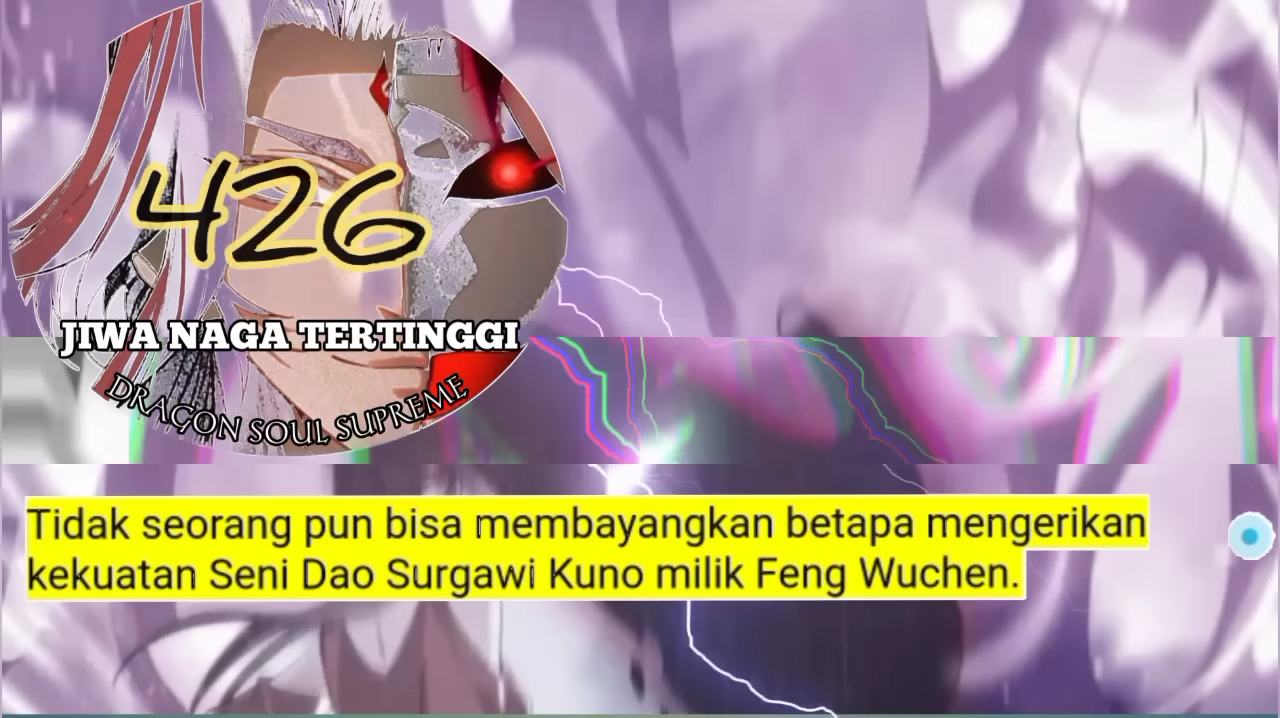 426
JIWA NAGA TERTINGGI
DRAGON SOUL SUPREME
Tidak seorang pun bisa membayangkan betapa mengerikan
kekuatan Seni Dao Surgawi Kuno milik Feng Wuchen.